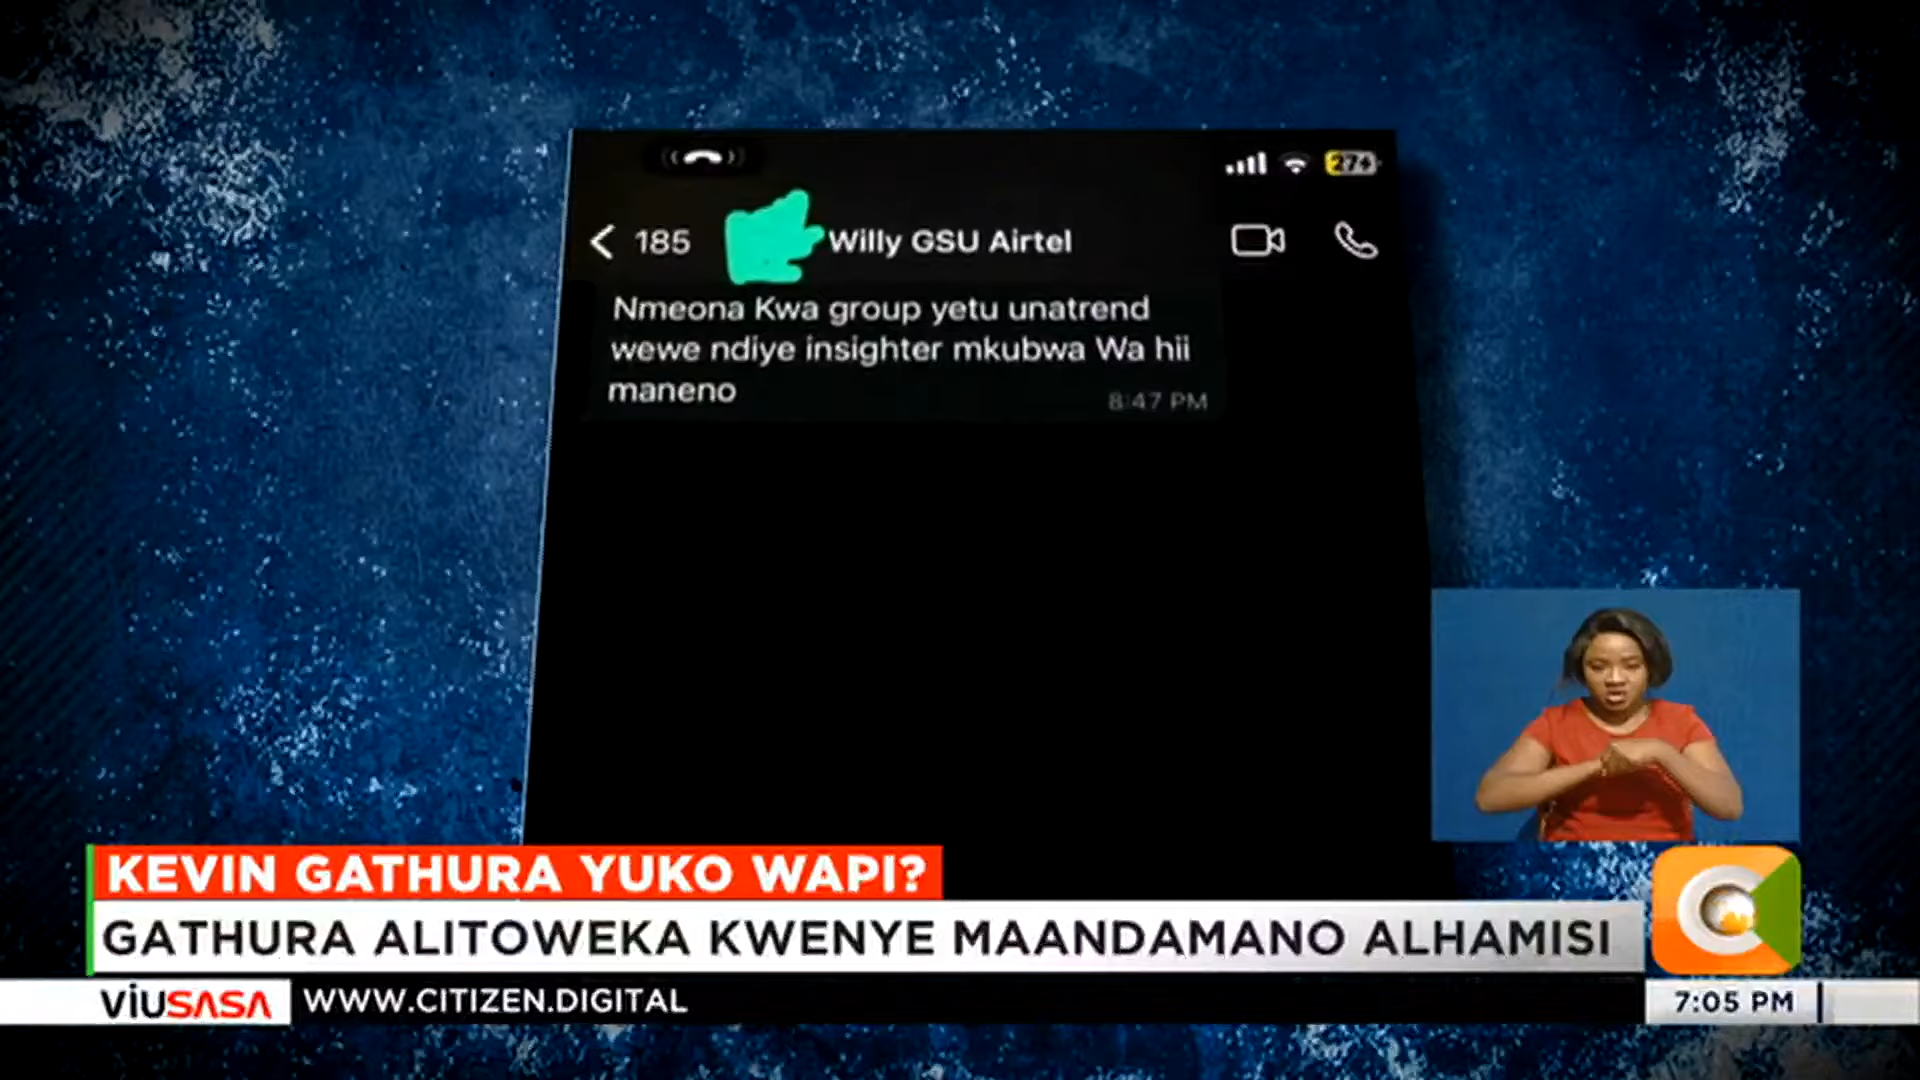 185
Willy GSU Airtel
Nmeona Kwa group yetu unatrend
wewe ndiye insighter mkubwa Wa hii
maneno
8:47 PM
KEVIN GATHURA YUKO WAPI?
GATHURA ALITOWEKA KWENYE MAANDAMANO ALHAMISI
VIUSASA WWW.CITIZEN.DIGITAL
7:05 PM